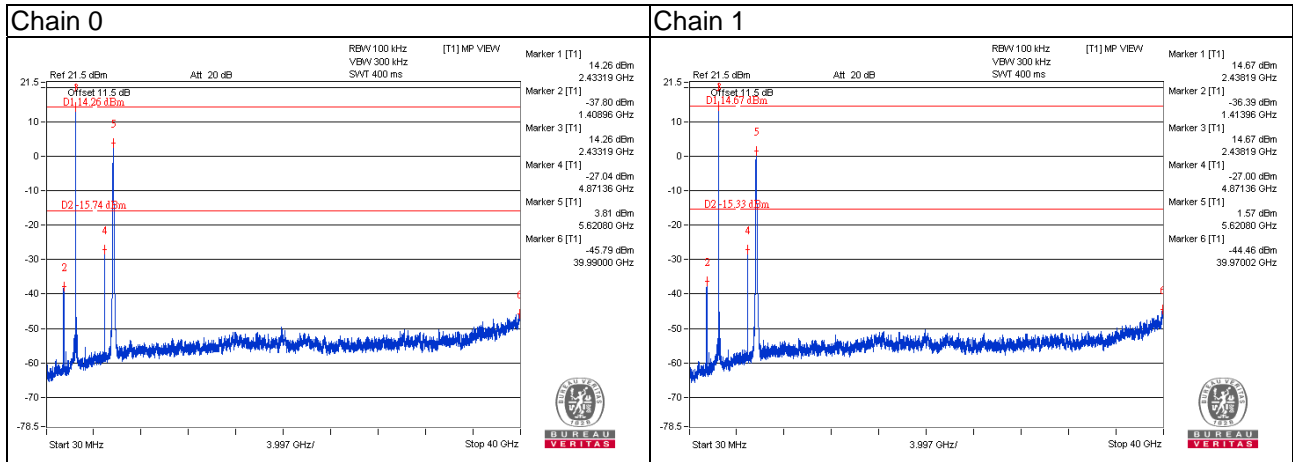 Chain 0
RBW 100 kHz
[T1] MP VIEW
VBW 300 kHz
Ref 21.5 dBm
Att 20 dB
SWT 400 ms
21.5
Offset 11.5 dB
D1 14.26 dBm
10
0
-10
D2 -15.74 dBm
-20
-30
-40
-50
-60
-70
-78.5
5
4
2
Start 30 MHz
3.997 GHz/
Stop 40 GHz
Marker 1 [T1]
14.26 dBm
2.43319 GHz
Marker 2 [T1]
-37.80 dBm
1.40896 GHz
Marker 3 [T1]
14.26 dBm
2.43319 GHz
Marker 4 [T1]
-27.04 dBm
4.87136 GHz
Marker 5 [T1]
3.81 dBm
5.62080 GHz
Marker 6 [T1]
-45.79 dBm
39.99000 GHz
BUREAU VERITAS
1828
BUREAU
VERITAS
Chain 1
RBW 100 kHz
[T1] MP VIEW
VBW 300 kHz
Ref 21.5 dBm
Att 20 dB
SWT 400 ms
21.5
Offset 11.5 dB
D1 14.67 dBm
10
0
-10
D2 -15.33 dBm
-20
-30
-40
-50
-60
-70
-78.5
5
4
2
Start 30 MHz
3.997 GHz/
Stop 40 GHz
Marker 1 [T1]
14.67 dBm
2.43819 GHz
Marker 2 [T1]
-36.39 dBm
1.41396 GHz
Marker 3 [T1]
14.67 dBm
2.43819 GHz
Marker 4 [T1]
-27.00 dBm
4.87136 GHz
Marker 5 [T1]
1.57 dBm
5.62080 GHz
Marker 6 [T1]
-44.46 dBm
39.97002 GHz
BUREAU VERITAS
1828
BUREAU
VERITAS